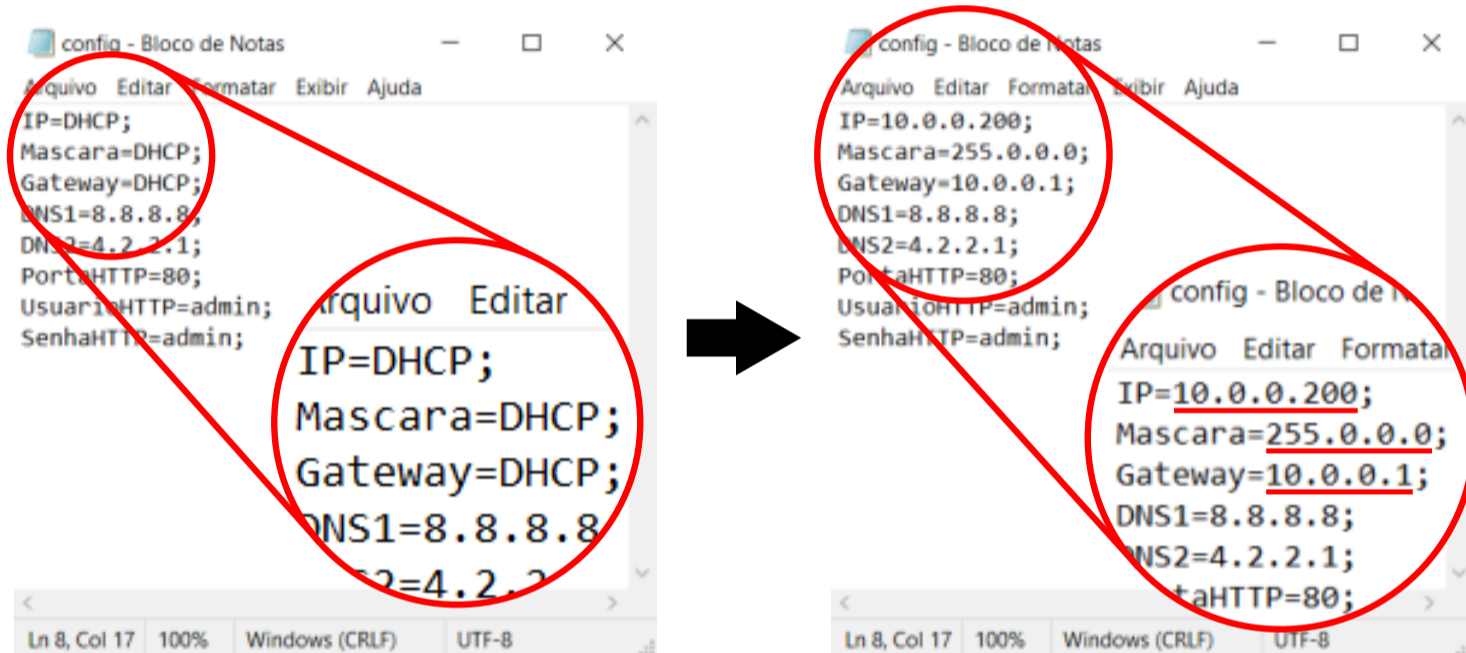 config - Bloco de Notas
Arquivo Editar Formatar Exibir Ajuda
IP=DHCP;
Mascara=DHCP;
Gateway=DHCP;
DNS1=8.8.8.8;
DNS2=4.2.2.1;
PortaHTTP=80;
UsuarioHTTP=admin;
SenhaHTTP=admin;
Ln 8, Col 17 100% Windows (CRLF) UTF-8
Arquivo Editar
IP=DHCP;
Mascara=DHCP;
Gateway=DHCP;
DNS1=8.8.8.8
S2=4.2.2
config - Bloco de Notas
Arquivo Editar Formatar Exibir Ajuda
IP=10.0.0.200;
Mascara=255.0.0.0;
Gateway=10.0.0.1;
DNS1=8.8.8.8;
DNS2=4.2.2.1;
PortaHTTP=80;
UsuarioHTTP=admin;
SenhaHTTP=admin;
Ln 8, Col 17 100% Windows (CRLF) UTF-8
config - Bloco de N
Arquivo Editar Formatar
IP=10.0.0.200;
Mascara=255.0.0.0;
Gateway=10.0.0.1;
DNS1=8.8.8.8;
DNS2=4.2.2.1;
taHTTP=80;